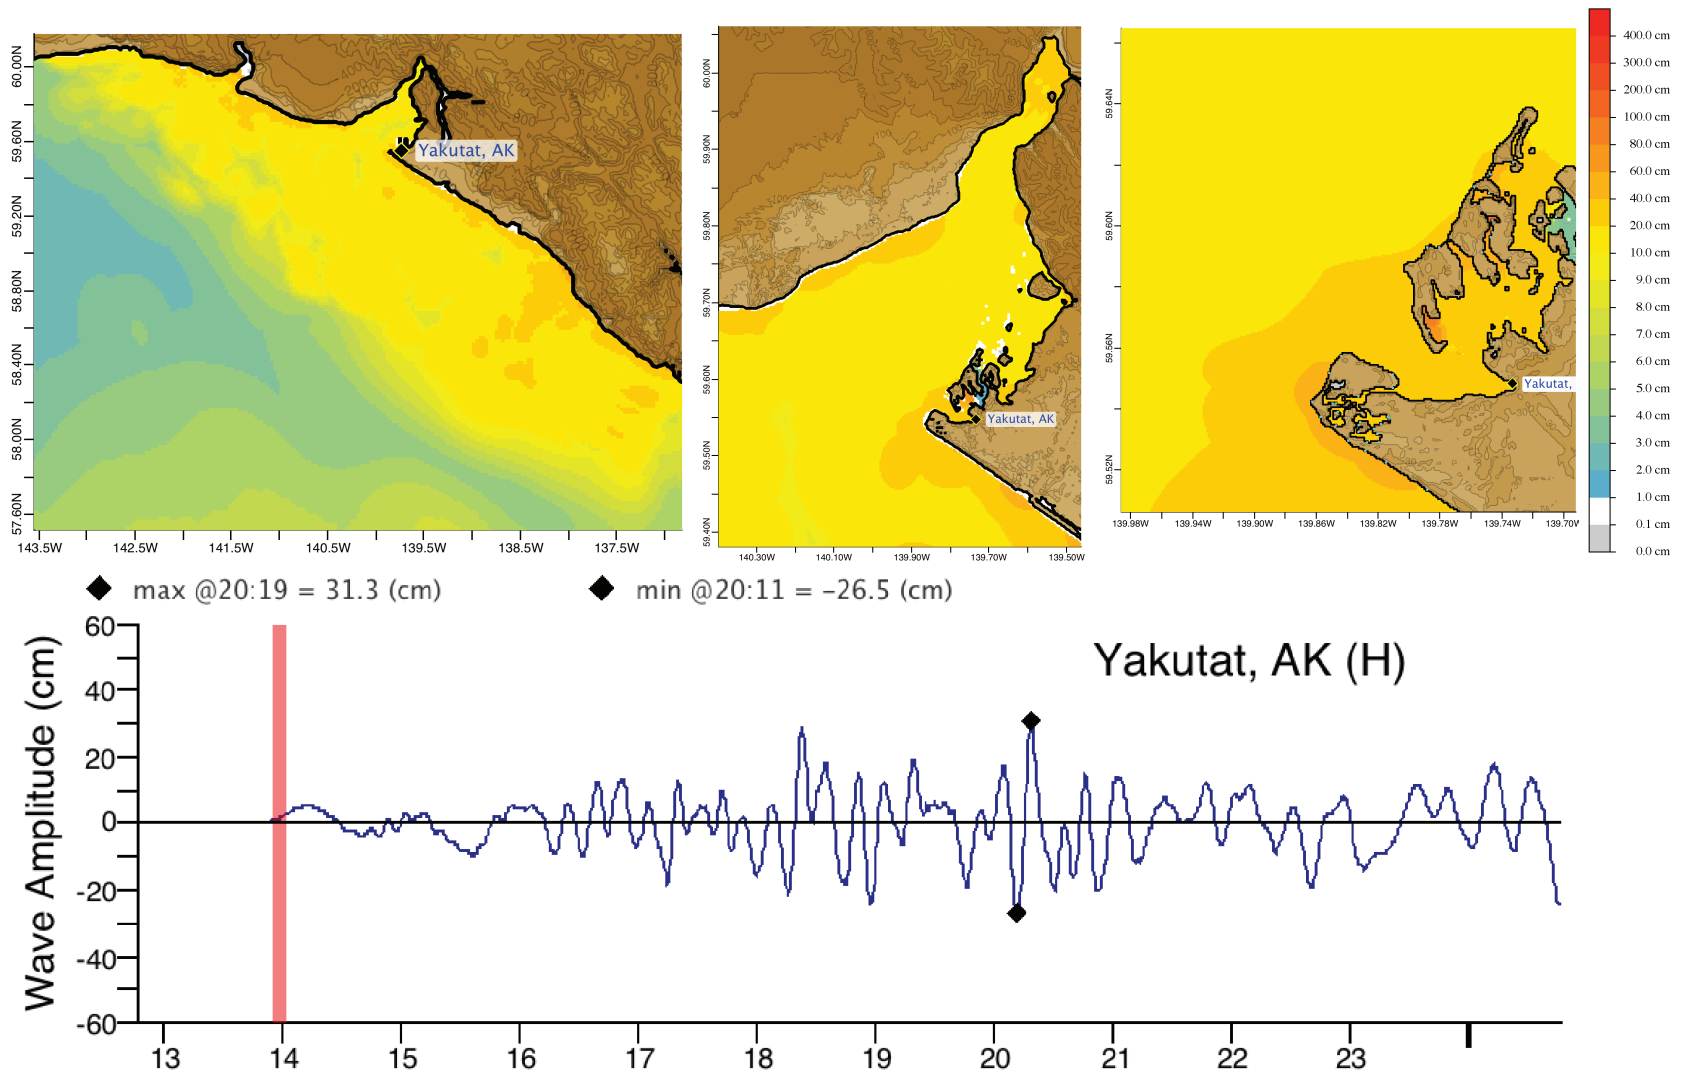 60.00N
59.60N
59.20N
58.80N
58.40N
58.00N
57.60N
143.5W 142.5W 141.5W 140.5W 139.5W 138.5W 137.5W
Yakutat, AK
60.00N
59.90N
59.80N
59.70N
59.60N
59.50N
59.40N
140.30W 140.10W 139.90W 139.70W 139.50W
Yakutat, AK
59.64N
59.60N
59.56N
59.52N
139.98W 139.94W 139.90W 139.86W 139.82W 139.78W 139.74W 139.70W
Yakutat,
400.0 cm
300.0 cm
200.0 cm
100.0 cm
80.0 cm
60.0 cm
40.0 cm
20.0 cm
10.0 cm
9.0 cm
8.0 cm
7.0 cm
6.0 cm
5.0 cm
4.0 cm
3.0 cm
2.0 cm
1.0 cm
0.1 cm
0.0 cm
max @20:19 = 31.3 (cm) min @20:11 = -26.5 (cm)
Yakutat, AK (H)
Wave Amplitude (cm)
60
40
20
0
-20
-40
-60
13 14 15 16 17 18 19 20 21 22 23